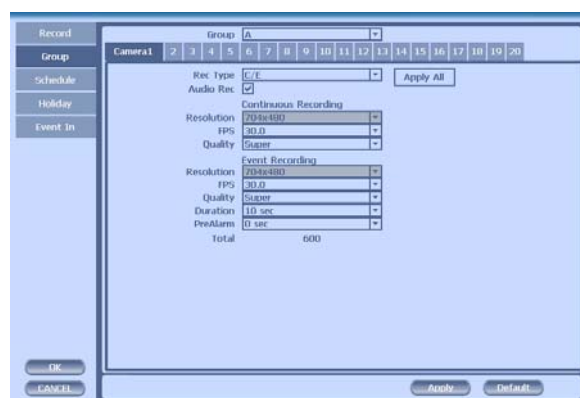 Record
Group
Schedule
Holiday
Event In
Group A
Camera1 2 3 4 5 6 7 8 9 10 11 12 13 14 15 16 17 18 19 20
Rec Type C/E Apply All
Audio Rec
Continuous Recording
Resolution 704x480
FPS 30.0
Quality Super
Event Recording
Resolution 704x480
FPS 30.0
Quality Super
Duration 10 sec
PreAlarm 0 sec
Total 600
OK
CANCEL
Apply Default